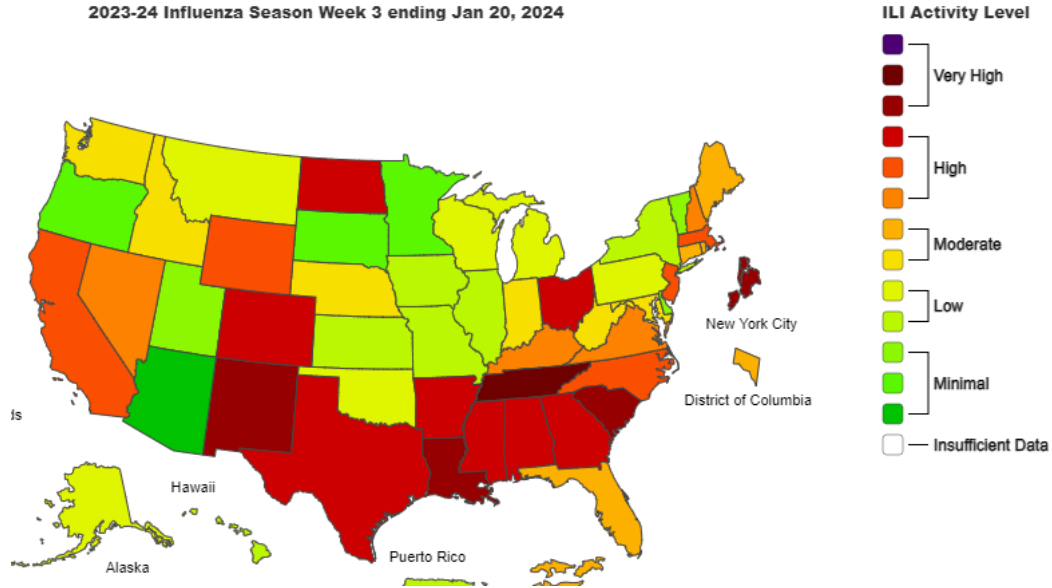 2023-24 Influenza Season Week 3 ending Jan 20, 2024
ILI Activity Level
Very High
High
Moderate
Low
Minimal
Insufficient Data
New York City
District of Columbia
ds
Hawaii
Alaska
Puerto Rico